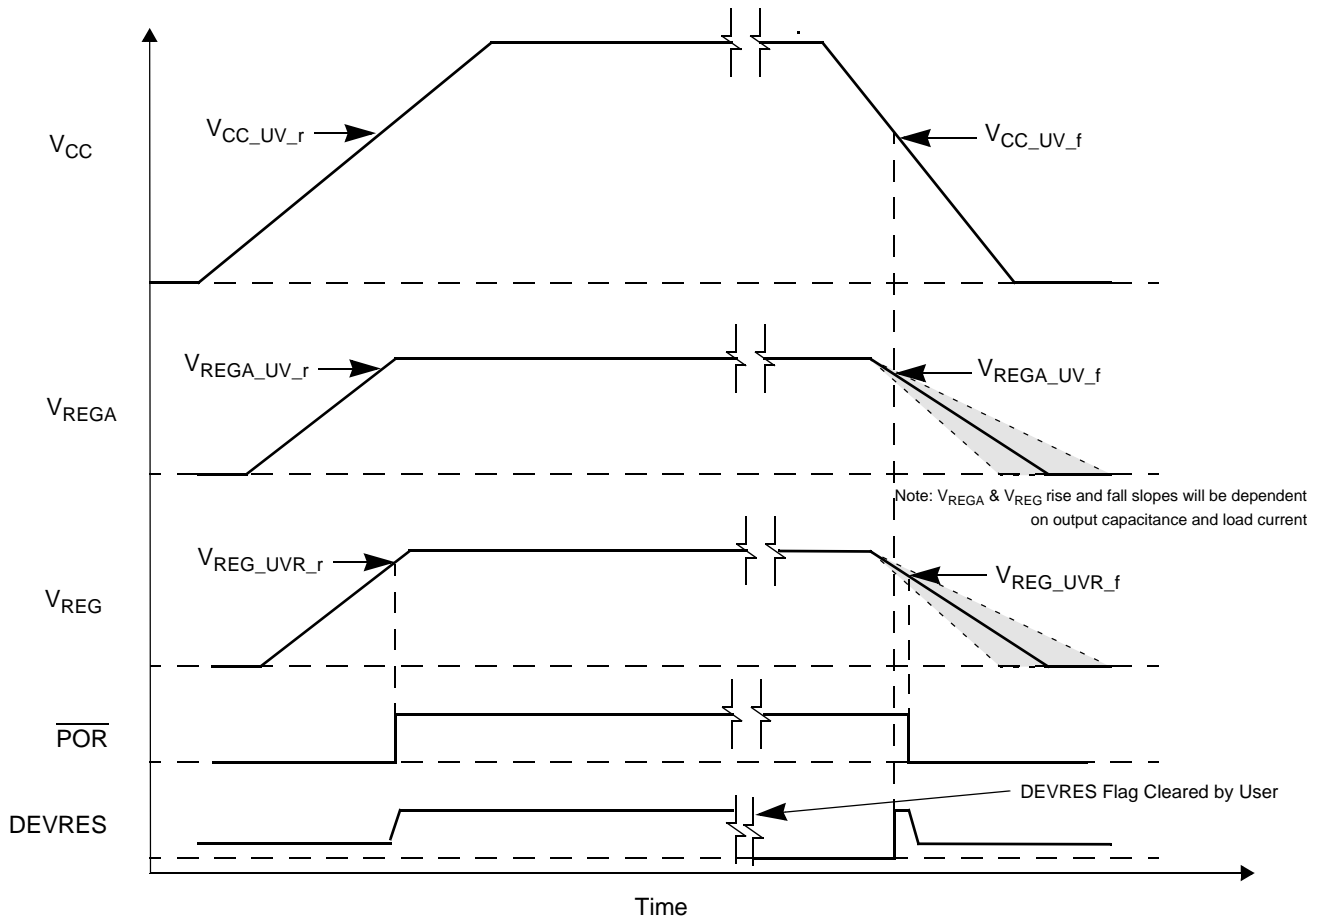 V_CC
V_CC_UV_r
V_CC_UV_f
V_REGA
V_REGA_UV_r
V_REGA_UV_f
Note: V_REGA & V_REG rise and fall slopes will be dependent
on output capacitance and load current
V_REG
V_REG_UVR_r
V_REG_UVR_f
P̅O̅R̅
DEVRES
DEVRES Flag Cleared by User
Time